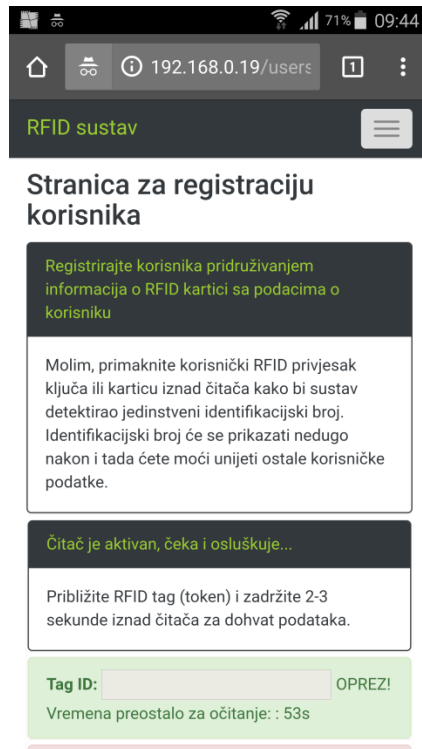 71% 09:44
192.168.0.19/users
1
RFID sustav
Stranica za registraciju
korisnika
Registrirajte korisnika pridruživanjem
informacija o RFID kartici sa podacima o
korisniku
Molim, primaknite korisnički RFID privjesak
ključa ili karticu iznad čitača kako bi sustav
detektirao jedinstveni identifikacijski broj.
Identifikacijski broj će se prikazati nedugo
nakon i tada ćete moći unijeti ostale korisničke
podatke.
Čitač je aktivan, čeka i osluškuje...
Približite RFID tag (token) i zadržite 2-3
sekunde iznad čitača za dohvat podataka.
Tag ID: OPREZ!
Vremena preostalo za očitanje: : 53s